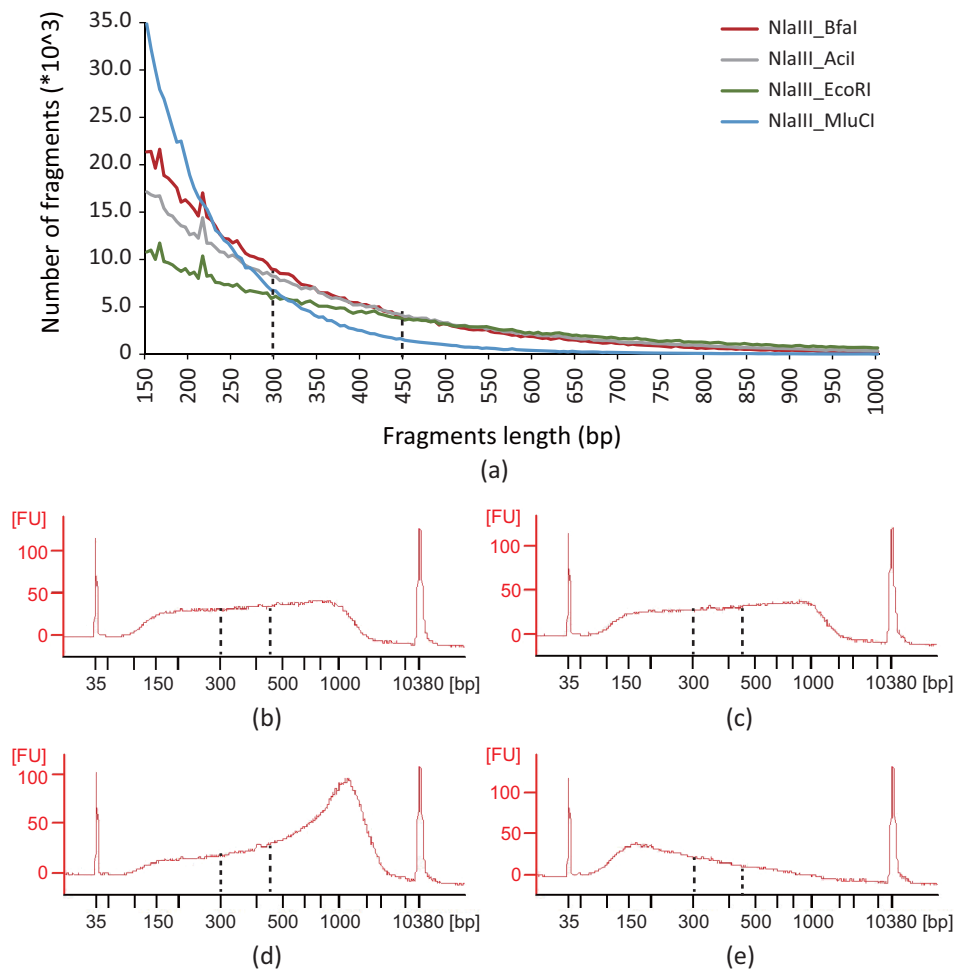 35.0
30.0
25.0
20.0
15.0
10.0
5.0
0
Number of fragments (*10^3)
NlaIII_BfaI
NlaIII_AciI
NlaIII_EcoRI
NlaIII_MluCI
150 200 250 300 350 400 450 500 550 600 650 700 750 800 850 900 950 1000
Fragments length (bp)
(a)
[FU]
100
50
0
35 150 300 500 1000 10380 [bp]
(b)
[FU]
100
50
0
35 150 300 500 1000 10380 [bp]
(c)
[FU]
100
50
0
35 150 300 500 1000 10380 [bp]
(d)
[FU]
100
50
0
35 150 300 500 1000 10380 [bp]
(e)